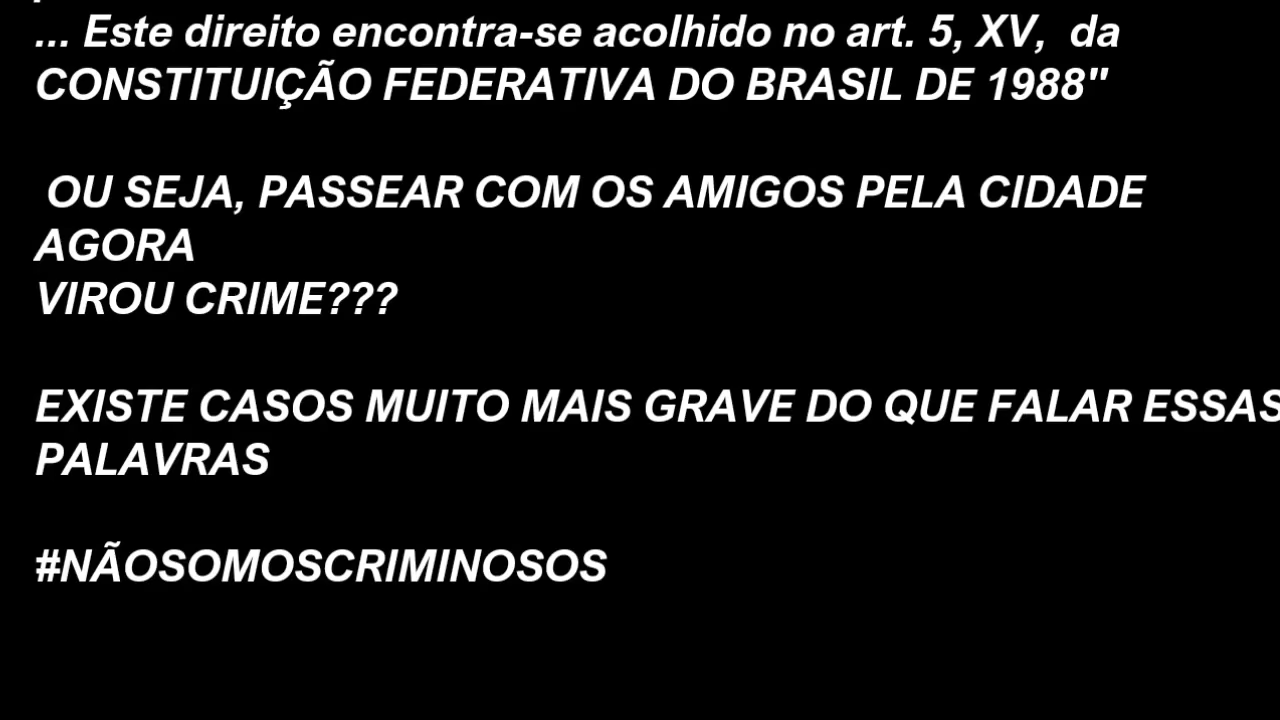 ... Este direito encontra-se acolhido no art. 5, XV, da
CONSTITUIÇÃO FEDERATIVA DO BRASIL DE 1988"
OU SEJA, PASSEAR COM OS AMIGOS PELA CIDADE
AGORA
VIROU CRIME???
EXISTE CASOS MUITO MAIS GRAVE DO QUE FALAR ESSAS
PALAVRAS
#NÃOSOMOSCRIMINOSOS